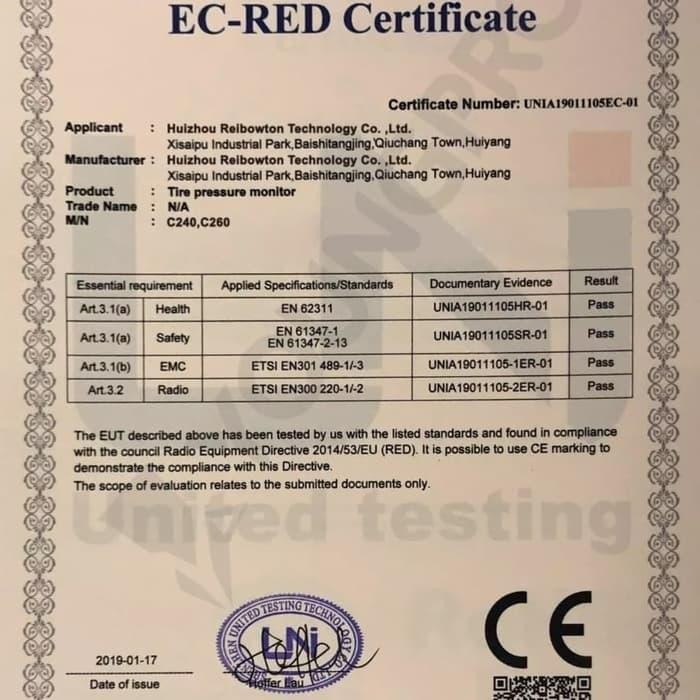 EC-RED Certificate
Certificate Number: UNIA19011105EC-01
Applicant : Huizhou Reibowton Technology Co. ,Ltd.
Xisaipu Industrial Park,Baishitangjing,Qiuchang Town,Huiyang
Manufacturer : Huizhou Reibowton Technology Co. ,Ltd.
Xisaipu Industrial Park,Baishitangjing,Qiuchang Town,Huiyang
Product : Tire pressure monitor
Trade Name : N/A
M/N : C240,C260
Essential requirement Applied Specifications/Standards Documentary Evidence Result
Art.3.1(a) Health EN 62311 UNIA19011105HR-01 Pass
Art.3.1(a) Safety EN 61347-1 EN 61347-2-13 UNIA19011105SR-01 Pass
Art.3.1(b) EMC ETSI EN301 489-1/-3 UNIA19011105-1ER-01 Pass
Art.3.2 Radio ETSI EN300 220-1/-2 UNIA19011105-2ER-01 Pass
The EUT described above has been tested by us with the listed standards and found in compliance
with the council Radio Equipment Directive 2014/53/EU (RED). It is possible to use CE marking to
demonstrate the compliance with this Directive.
The scope of evaluation relates to the submitted documents only.
United testing
UNITED TESTING TECHNOLOGY
UNi
Hoffer Lau
CE
2019-01-17
Date of issue